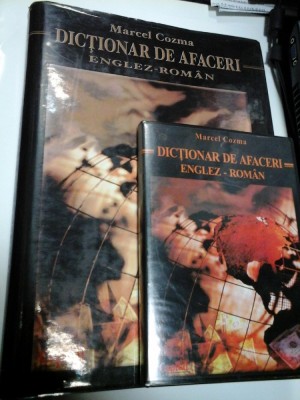 Marcel Cozma
DICȚIONAR DE AFACERI
ENGLEZ-ROMÂN
Marcel Cozma
DICȚIONAR DE AFACERI
ENGLEZ - ROMÂN